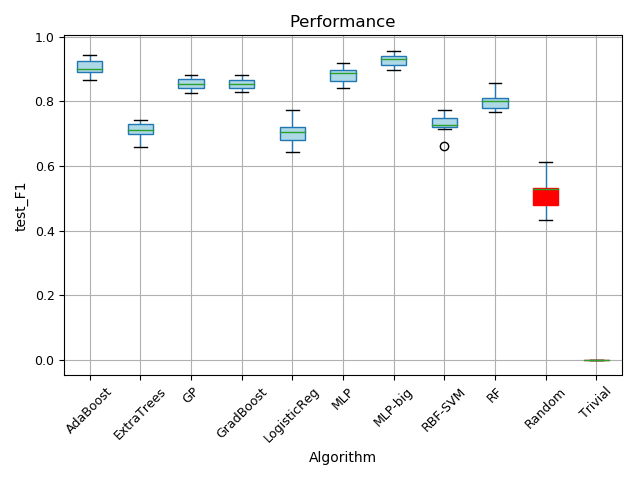 Performance
test_F1
1.0
0.8
0.6
0.4
0.2
0.0
AdaBoost
ExtraTrees
GP
GradBoost
LogisticReg
MLP
MLP-big
RBF-SVM
RF
Random
Trivial
Algorithm